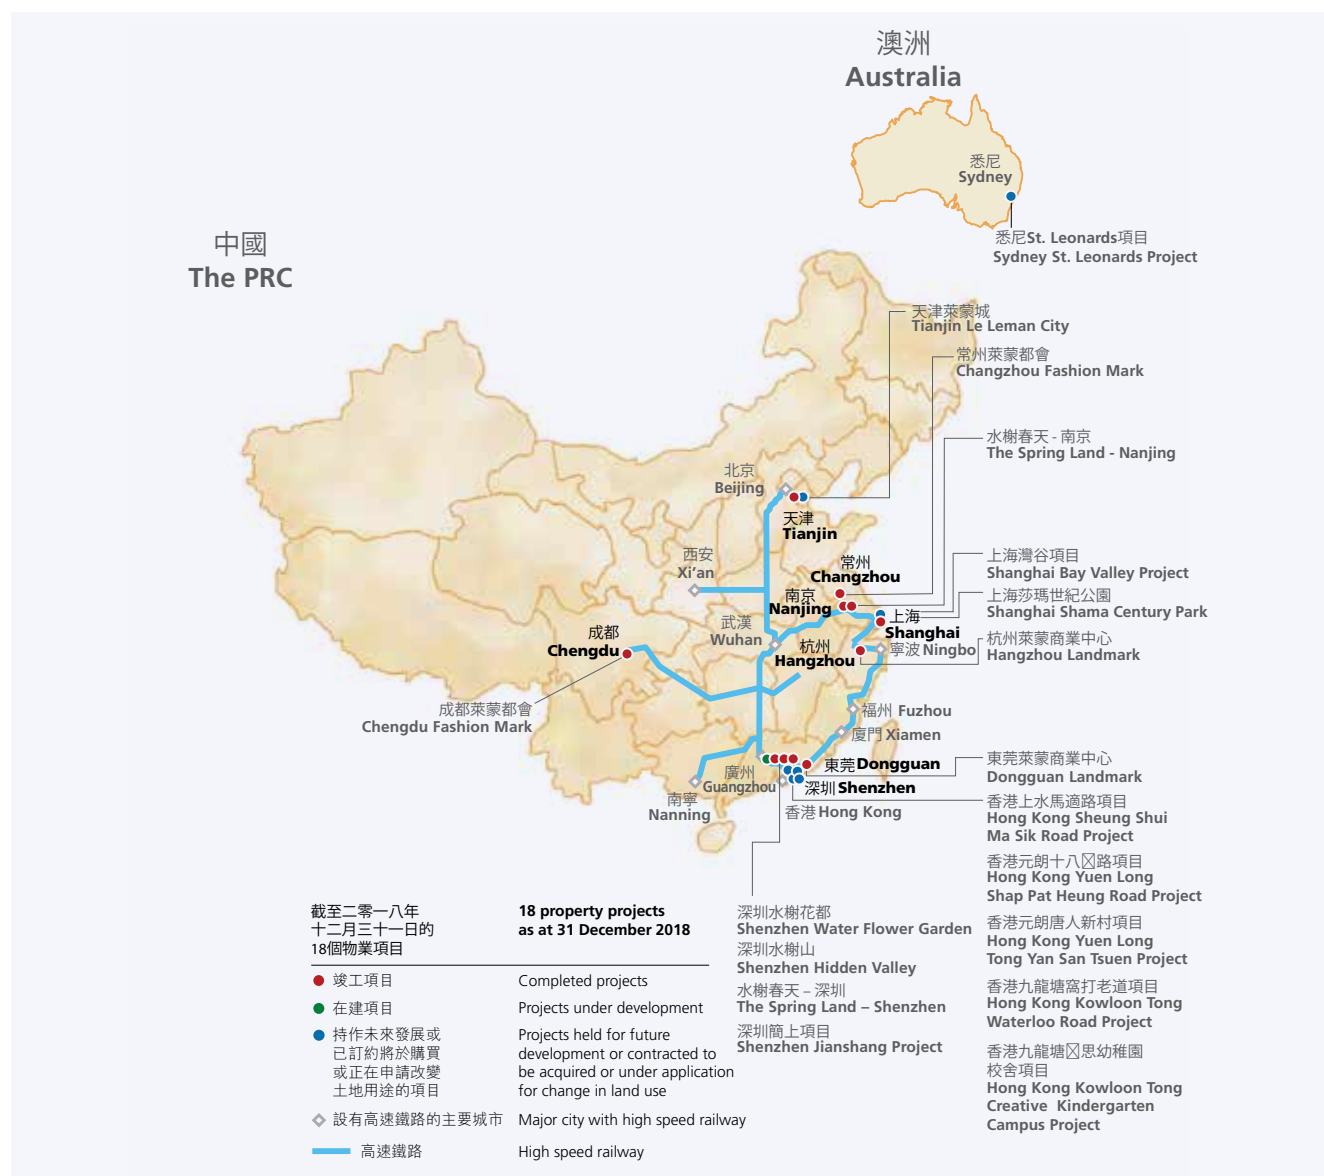 澳洲
Australia
悉尼
Sydney
悉尼St. Leonards項目
Sydney St. Leonards Project
中國
The PRC
天津萊蒙城
Tianjin Le Leman City
常州萊蒙都會
Changzhou Fashion Mark
水榭春天 - 南京
The Spring Land - Nanjing
北京
Beijing
天津
Tianjin
西安
Xi’an
常州
Changzhou
南京
Nanjing
上海灣谷項目
Shanghai Bay Valley Project
上海莎瑪世紀公園
Shanghai Shama Century Park
上海
Shanghai
武漢
Wuhan
成都
Chengdu
杭州
Hangzhou
寧波 Ningbo
杭州萊蒙商業中心
Hangzhou Landmark
成都萊蒙都會
Chengdu Fashion Mark
福州 Fuzhou
廈門 Xiamen
廣州
Guangzhou
東莞 Dongguan
深圳 Shenzhen
香港 Hong Kong
南寧
Nanning
東莞萊蒙商業中心
Dongguan Landmark
香港上水馬適路項目
Hong Kong Sheung Shui
Ma Sik Road Project
香港元朗十八路項目
Hong Kong Yuen Long
Shap Pat Heung Road Project
香港元朗唐人新村項目
Hong Kong Yuen Long
Tong Yan San Tsuen Project
香港九龍塘窩打老道項目
Hong Kong Kowloon Tong
Waterloo Road Project
香港九龍塘思幼稚園
校舍項目
Hong Kong Kowloon Tong
Creative Kindergarten
Campus Project
深圳水榭花都
Shenzhen Water Flower Garden
深圳水榭山
Shenzhen Hidden Valley
水榭春天 – 深圳
The Spring Land – Shenzhen
深圳簡上項目
Shenzhen Jianshang Project
截至二零一八年
十二月三十一日的
18個物業項目
18 property projects
as at 31 December 2018
竣工項目
Completed projects
在建項目
Projects under development
持作未來發展或
已訂約將於購買
或正在申請改變
土地用途的項目
Projects held for future
development or contracted to
be acquired or under application
for change in land use
設有高速鐵路的主要城市
Major city with high speed railway
高速鐵路
High speed railway